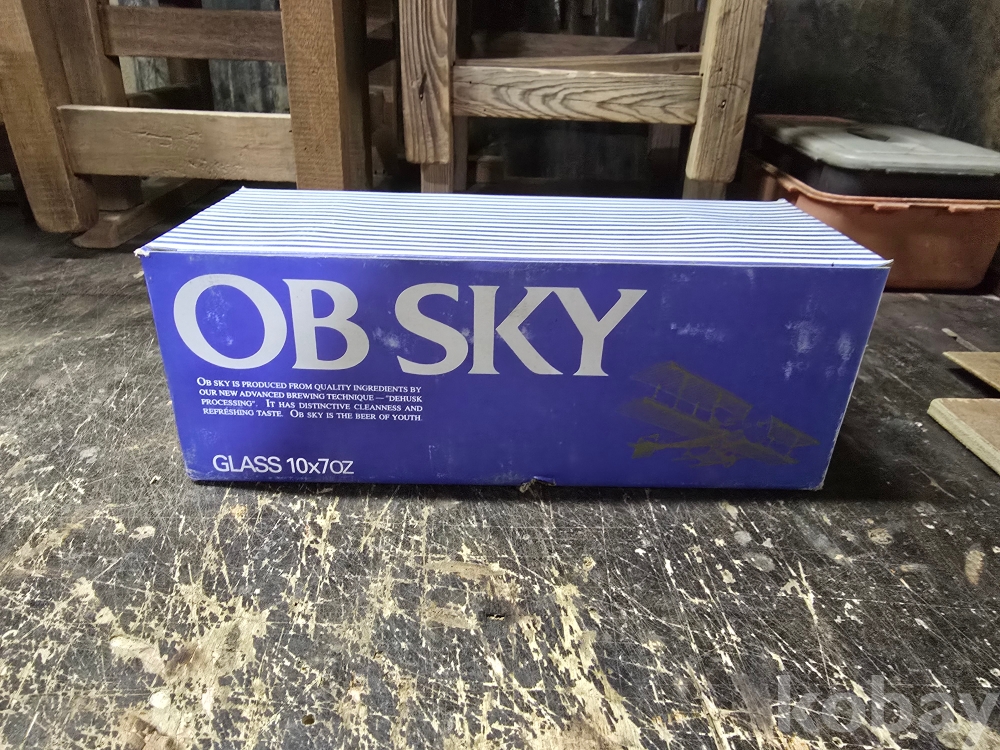 OB SKY
OB SKY IS PRODUCED FROM QUALITY INGREDIENTS BY
OUR NEW ADVANCED BREWING TECHNIQUE — "DEHUSK
PROCESSING". IT HAS DISTINCTIVE CLEANNESS AND
REFRESHING TASTE. OB SKY IS THE BEER OF YOUTH.
GLASS 10x7OZ
kobay